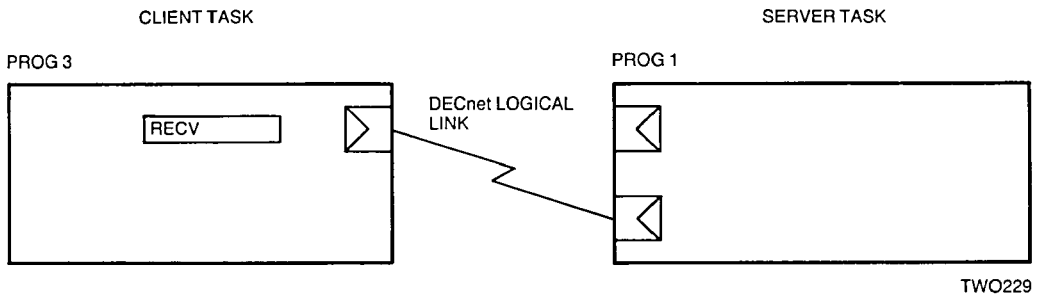 CLIENT TASK
SERVER TASK
PROG 3
PROG 1
RECV
DECnet LOGICAL
LINK
TWO229